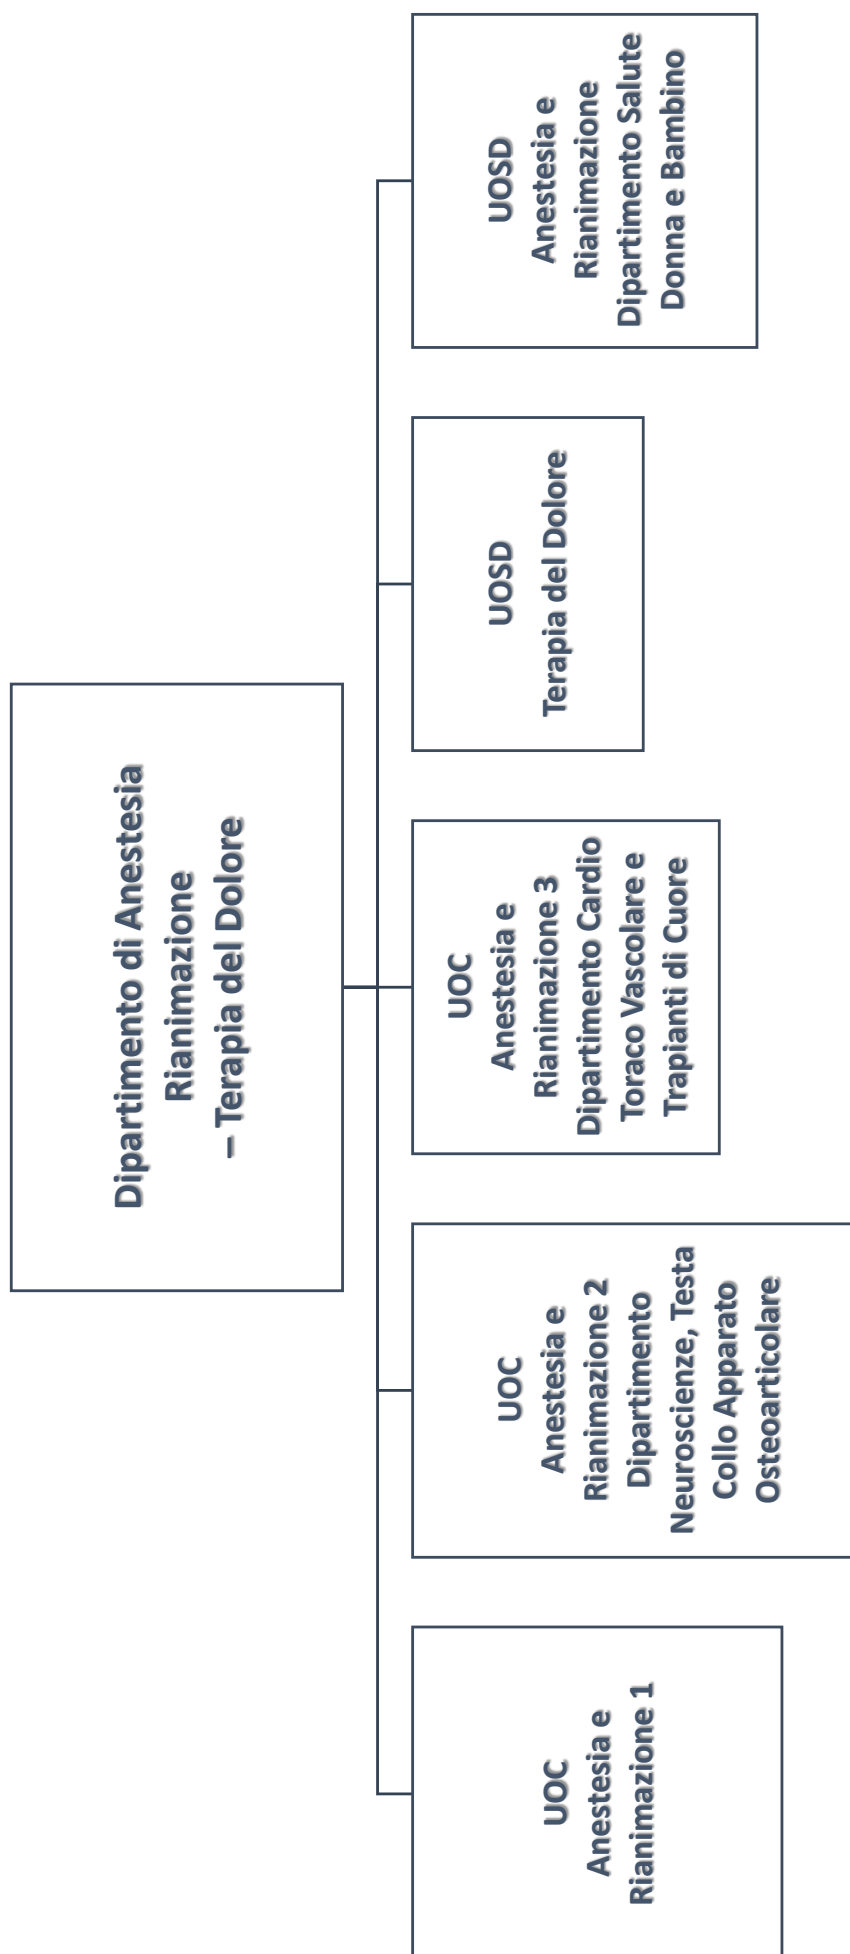 Dipartimento di Anestesia
Rianimazione
– Terapia del Dolore
UOC
Anestesia e
Rianimazione 1
UOC
Anestesia e
Rianimazione 2
Dipartimento
Neuroscienze, Testa
Collo Apparato
Osteoarticolare
UOC
Anestesia e
Rianimazione 3
Dipartimento Cardio
Toraco Vascolare e
Trapianti di Cuore
UOSD
Terapia del Dolore
UOSD
Anestesia e
Rianimazione
Dipartimento Salute
Donna e Bambino